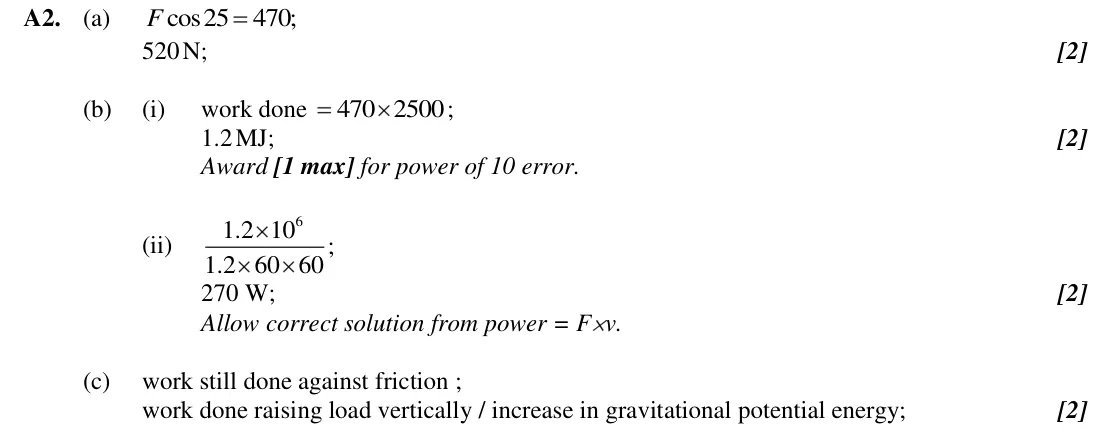 A2. (a) F cos 25 = 470;
520 N; [2]
(b) (i) work done = 470×2500;
1.2 MJ; [2]
Award [1 max] for power of 10 error.
(ii) 1.2×10⁶ / 1.2×60×60 ;
270 W; [2]
Allow correct solution from power = F×v.
(c) work still done against friction ;
work done raising load vertically / increase in gravitational potential energy; [2]